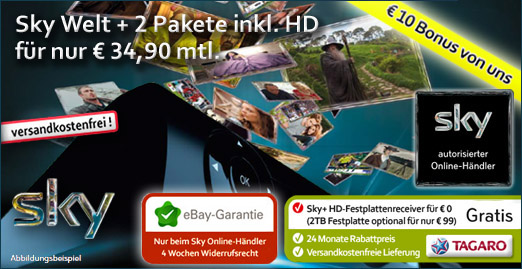 Sky Welt + 2 Pakete inkl. HD
für nur € 34,90 mtl.
€ 10 Bonus von uns
versandkostenfrei !
OK
sky
autorisierter
Online-Händler
sky
eBay-Garantie
Nur beim Sky Online-Händler
4 Wochen Widerrufsrecht
Sky+ HD-Festplattenreceiver für € 0
(2TB Festplatte optional für nur € 99)
Gratis
24 Monate Rabattpreis
Versandkostenfreie Lieferung
TAGARO
Abbildungsbeispiel